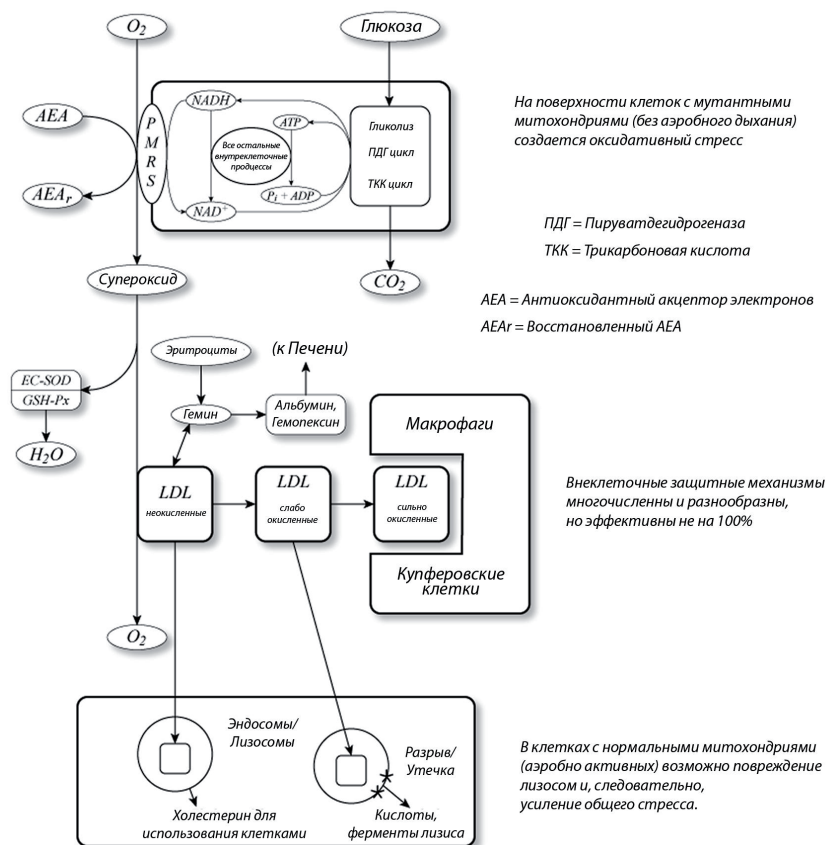 O2
Глюкоза
AEA
AEAr
P
M
R
S
NADH
ATP
Все остальные
внутреклеточные
продцессы
Pi + ADP
NAD+
Гликолиз
ПДГ цикл
ТКК цикл
На поверхности клеток с мутантными
митохондриями (без аэробного дыхания)
создается оксидативный стресс
ПДГ = Пируватдегидрогеназа
ТКК = Трикарбоновая кислота
Супероксид
CO2
АЕА = Антиоксидантный акцептор электронов
AEAr = Восстановленный АЕА
Эритроциты
(к Печени)
EC-SOD
GSH-Px
Гемин
Альбумин,
Гемопексин
H2O
Макрофаги
LDL
неокисленные
LDL
слабо
окисленные
LDL
сильно
окисленные
Купферовские
клетки
Внеклеточные защитные механизмы
многочисленны и разнообразны,
но эффективны не на 100%
O2
Эндосомы/
Лизосомы
Разрыв/
Утечка
Холестерин для
использования клетками
Кислоты,
ферменты лизиса
В клетках с нормальными митохондриями
(аэробно активных) возможно повреждение
лизосом и, следовательно,
усиление общего стресса.